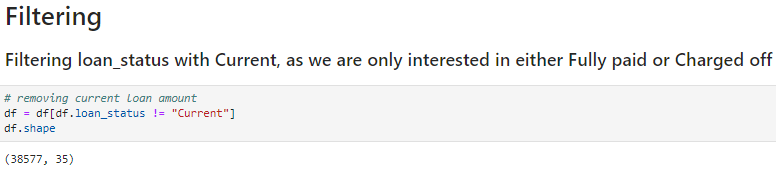 Filtering
Filtering loan_status with Current, as we are only interested in either Fully paid or Charged off
# removing current loan amount
df = df[df.loan_status != "Current"]
df.shape
(38577, 35)